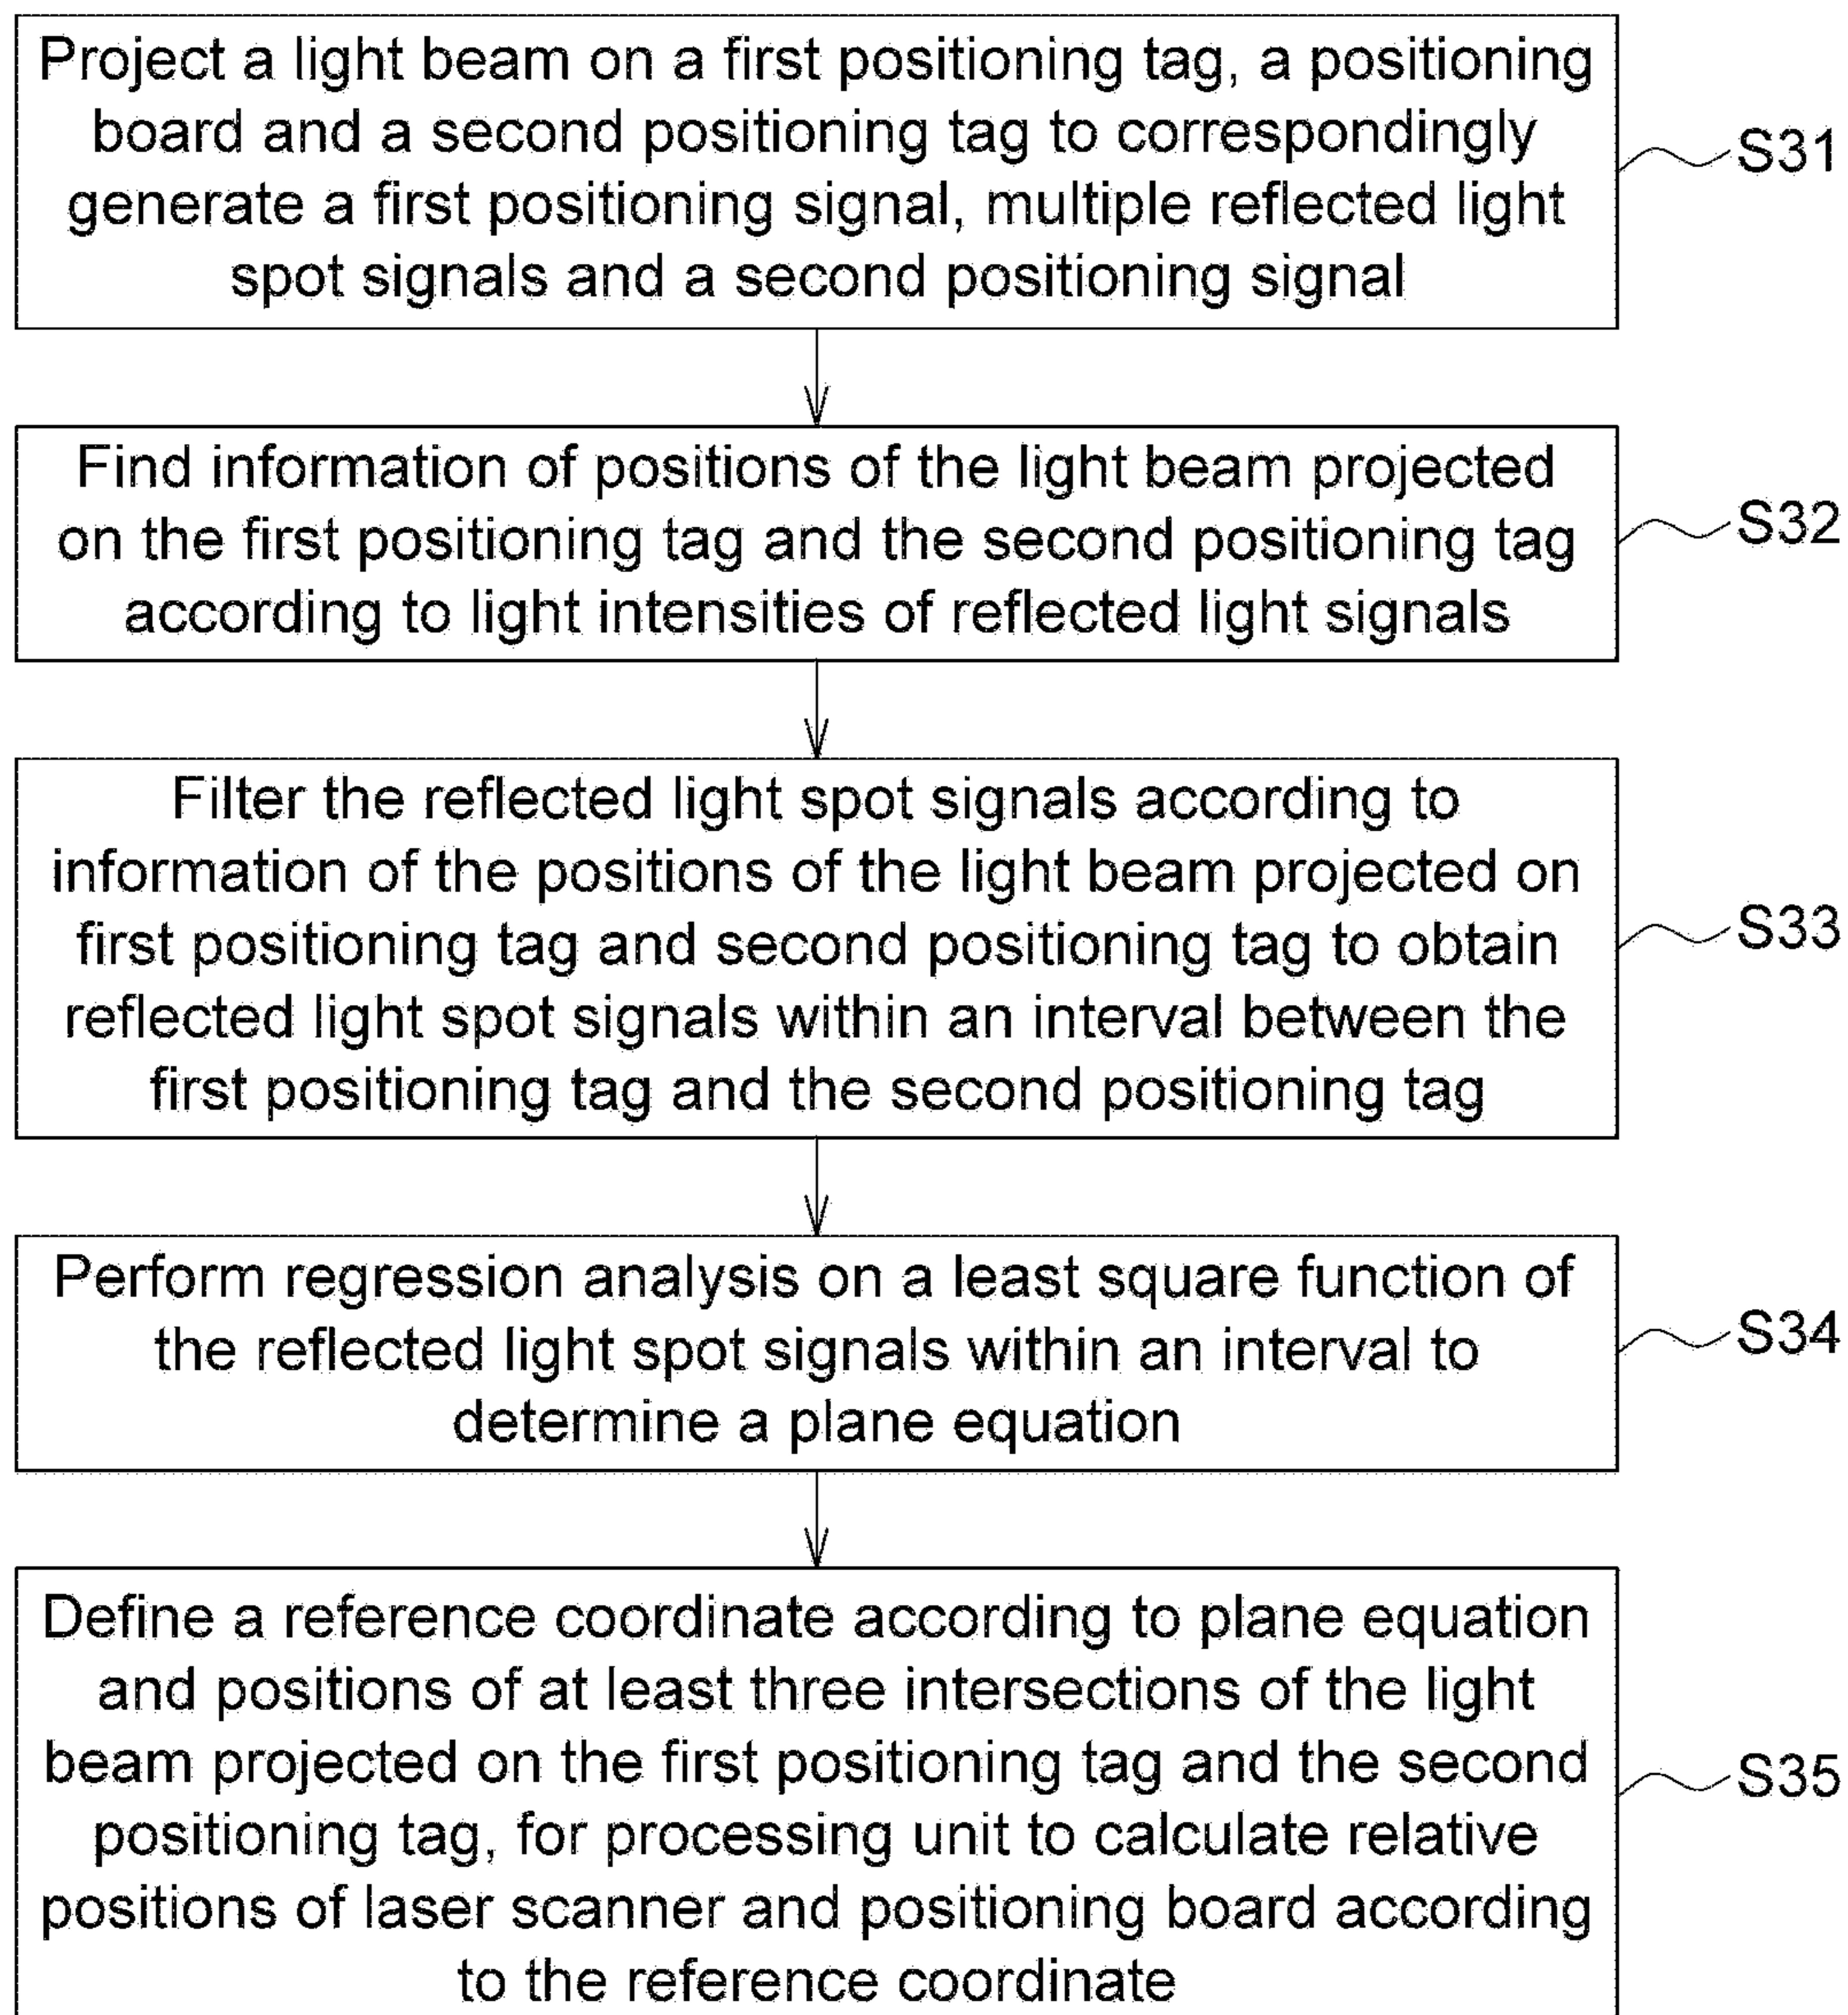 Project a light beam on a first positioning tag, a positioning
board and a second positioning tag to correspondingly
generate a first positioning signal, multiple reflected light
spot signals and a second positioning signal
S31
Find information of positions of the light beam projected
on the first positioning tag and the second positioning tag
according to light intensities of reflected light signals
S32
Filter the reflected light spot signals according to
information of the positions of the light beam projected on
first positioning tag and second positioning tag to obtain
reflected light spot signals within an interval between the
first positioning tag and the second positioning tag
S33
Perform regression analysis on a least square function of
the reflected light spot signals within an interval to
determine a plane equation
S34
Define a reference coordinate according to plane equation
and positions of at least three intersections of the light
beam projected on the first positioning tag and the second
positioning tag, for processing unit to calculate relative
positions of laser scanner and positioning board according
to the reference coordinate
S35